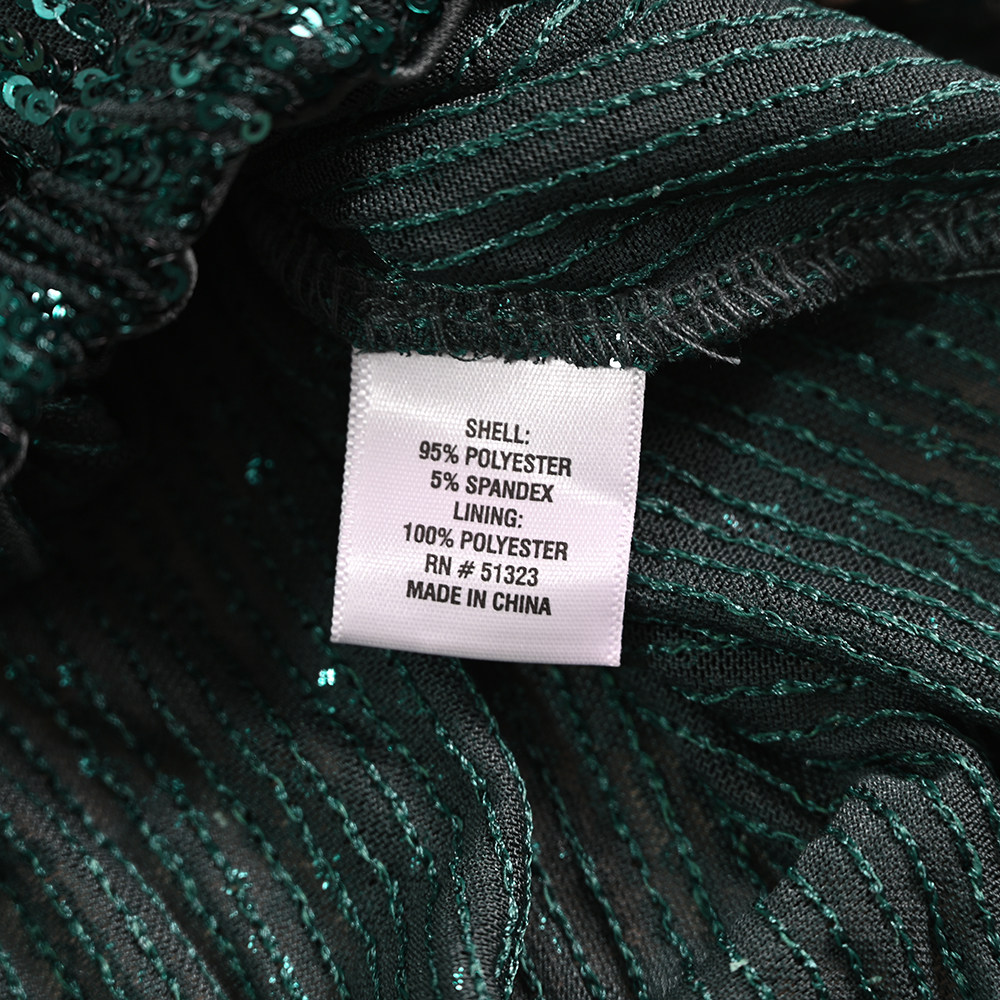 SHELL:
95% POLYESTER
5% SPANDEX
LINING:
100% POLYESTER
RN # 51323
MADE IN CHINA